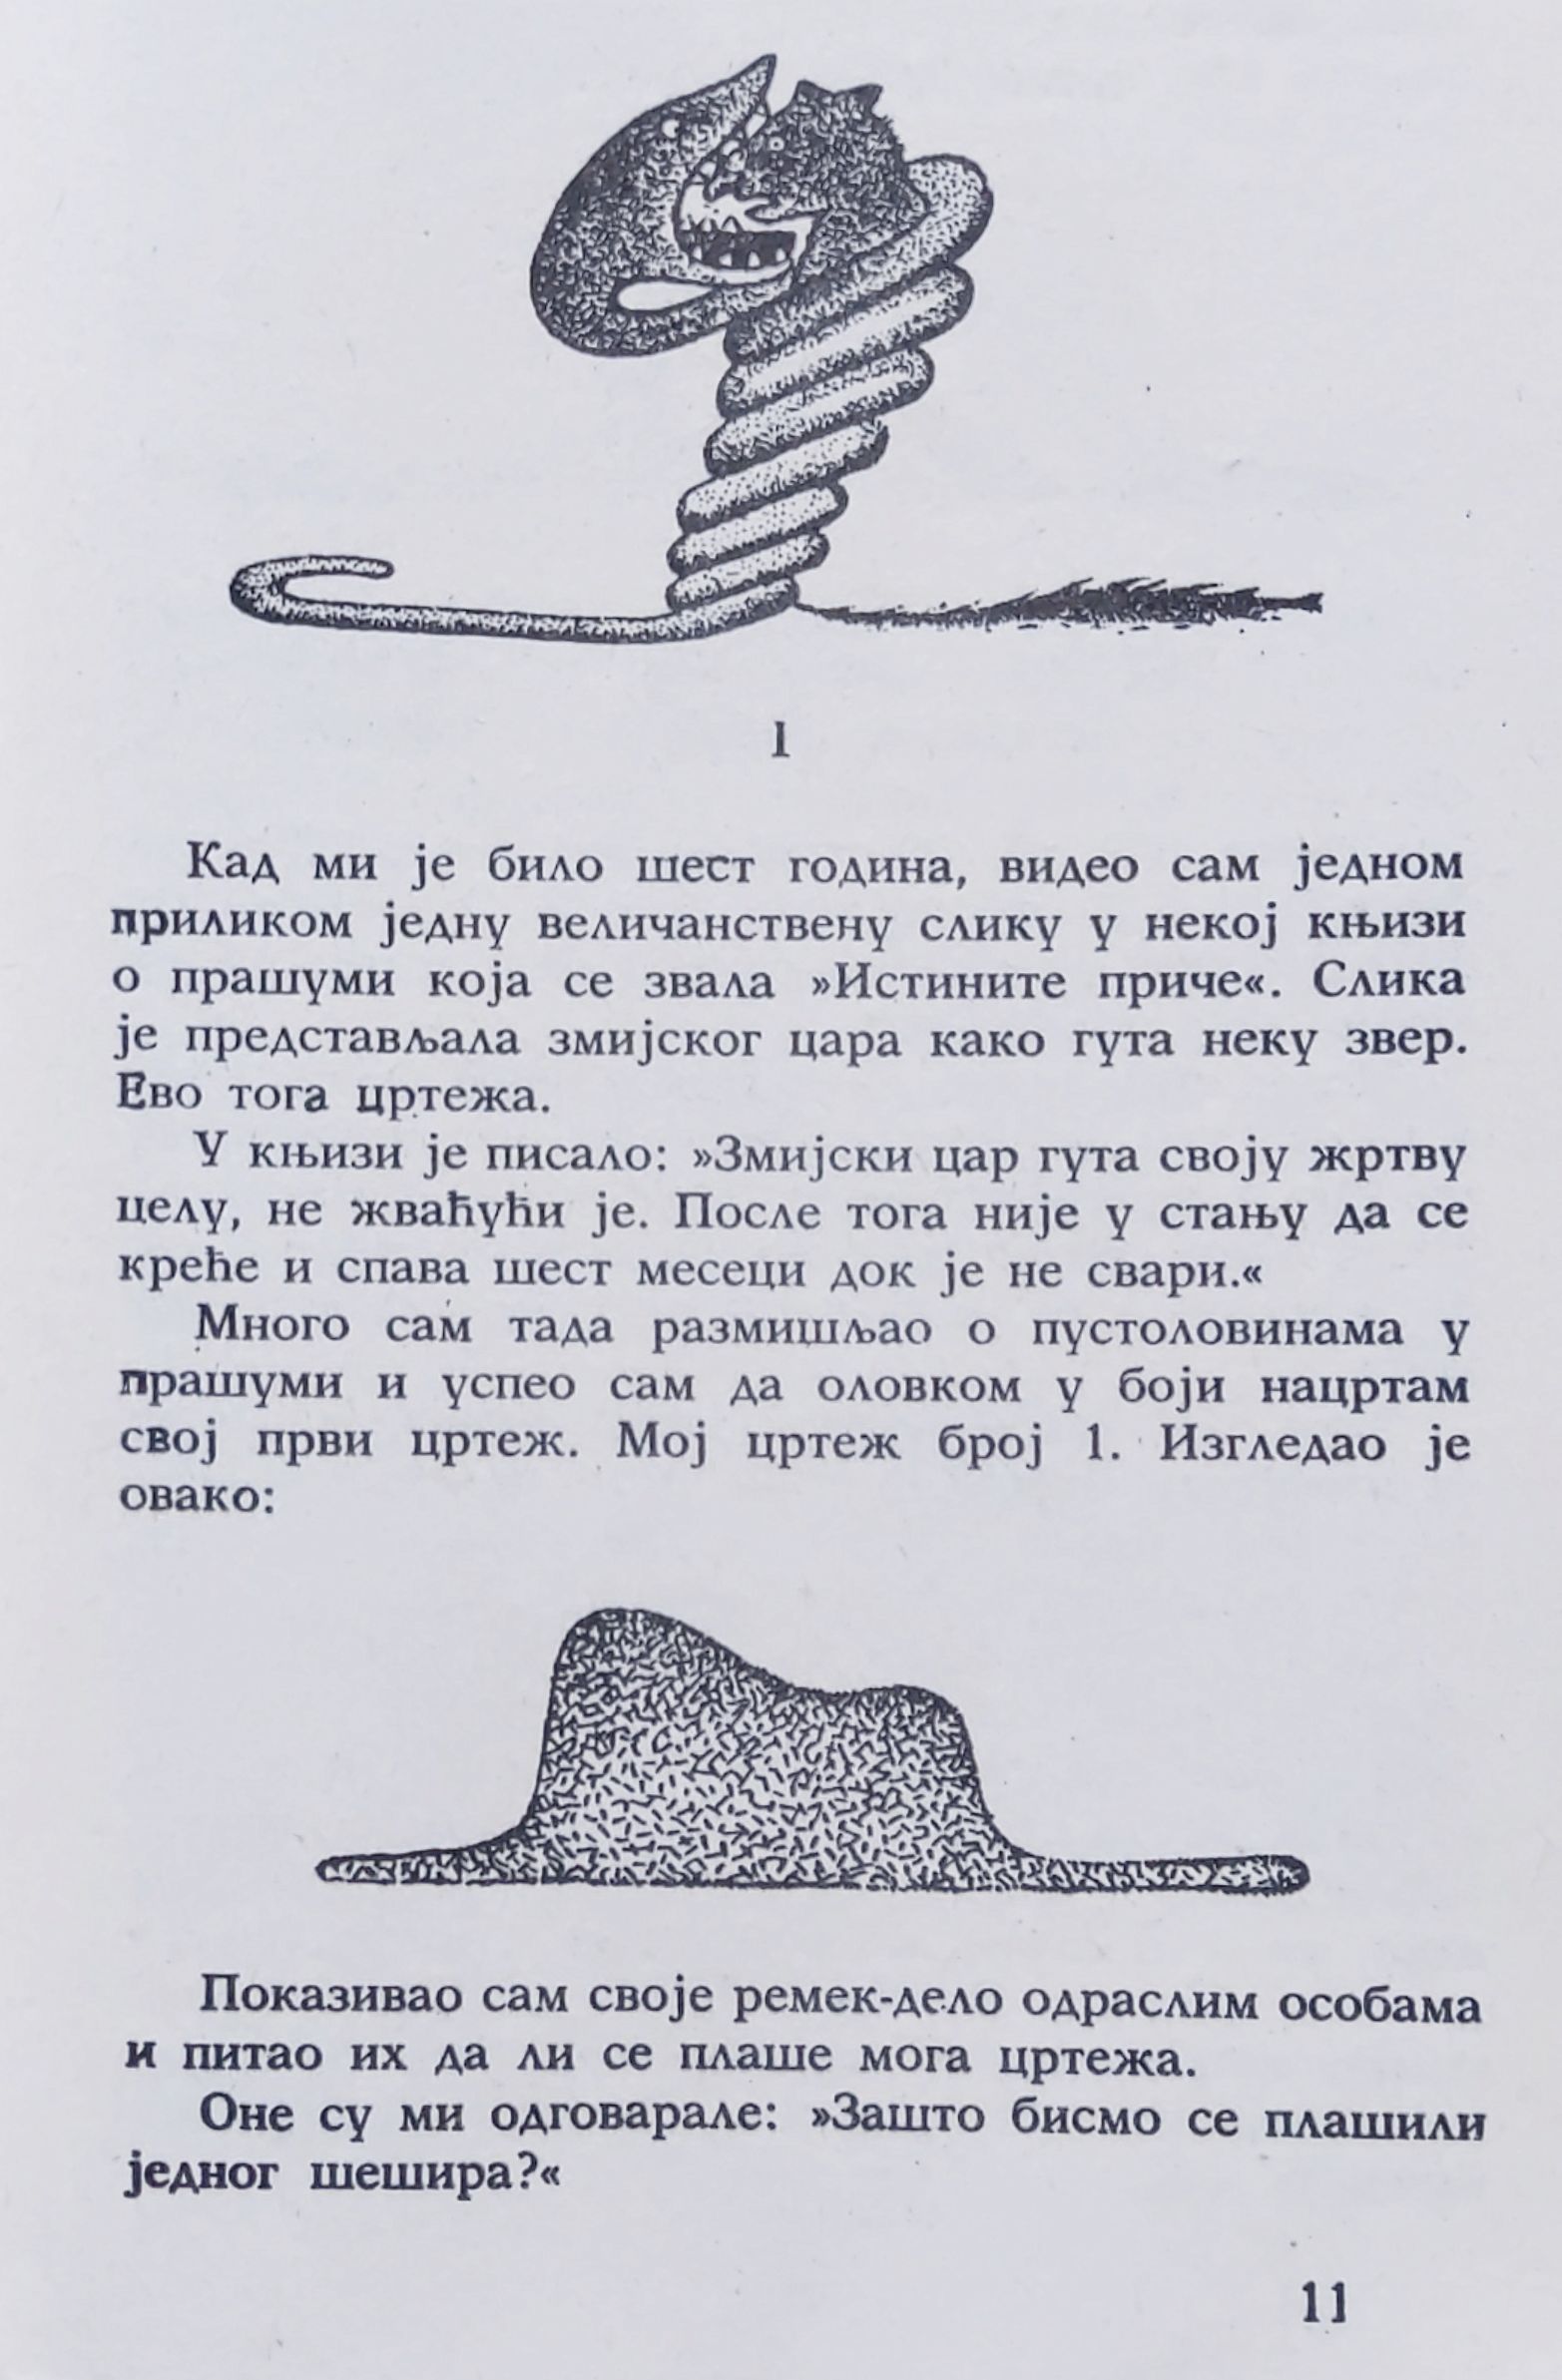 I
Кад ми је било шест година, видео сам једном
приликом једну величанствену слику у некој књизи
о прашуми која се звала »Истините приче«. Слика
је представљала змијског цара како гута неку звер.
Ево тога цртежа.
У књизи је писало: »Змијски цар гута своју жртву
целу, не жваћући је. После тога није у стању да се
креће и спава шест месеци док је не свари.«
Много сам тада размишљао о пустоловинама у
прашуми и успео сам да оловком у боји нацртам
свој први цртеж. Мој цртеж број 1. Изгледао је
овако:
Показивао сам своје ремек-дело одраслим особама
и питао их да ли се плаше мога цртежа.
Оне су ми одговарале: »Зашто бисмо се плашили
једног шешира?«
11